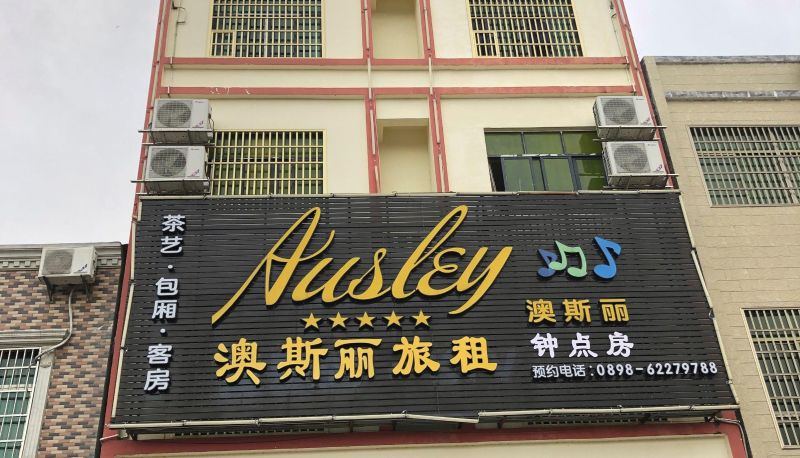 茶艺·包厢·客房
Ausley
澳斯丽旅租
澳斯丽
钟点房
预约电话:0898-62279788